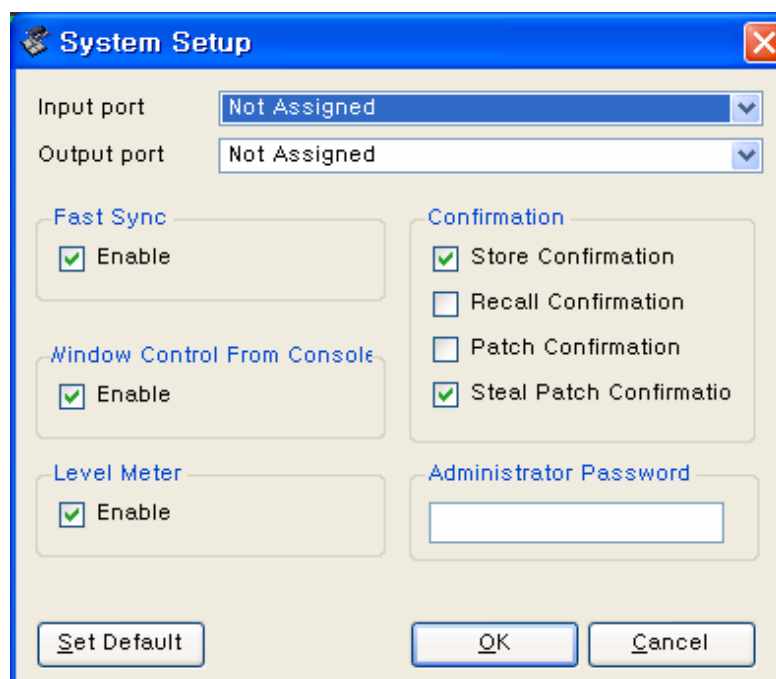 System Setup
Input port
Not Assigned
Output port
Not Assigned
Fast Sync
Enable
Window Control From Console
Enable
Level Meter
Enable
Confirmation
Store Confirmation
Recall Confirmation
Patch Confirmation
Steal Patch Confirmatio
Administrator Password
Set Default
OK
Cancel